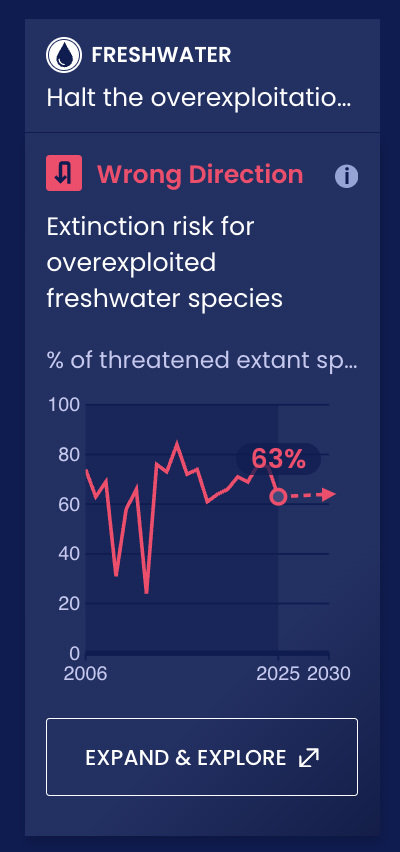 FRESHWATER
Halt the overexploitatio...
Wrong Direction
Extinction risk for
overexploited
freshwater species
% of threatened extant sp...
100
80
63%
60
40
20
0
2006 2025 2030
EXPAND & EXPLORE